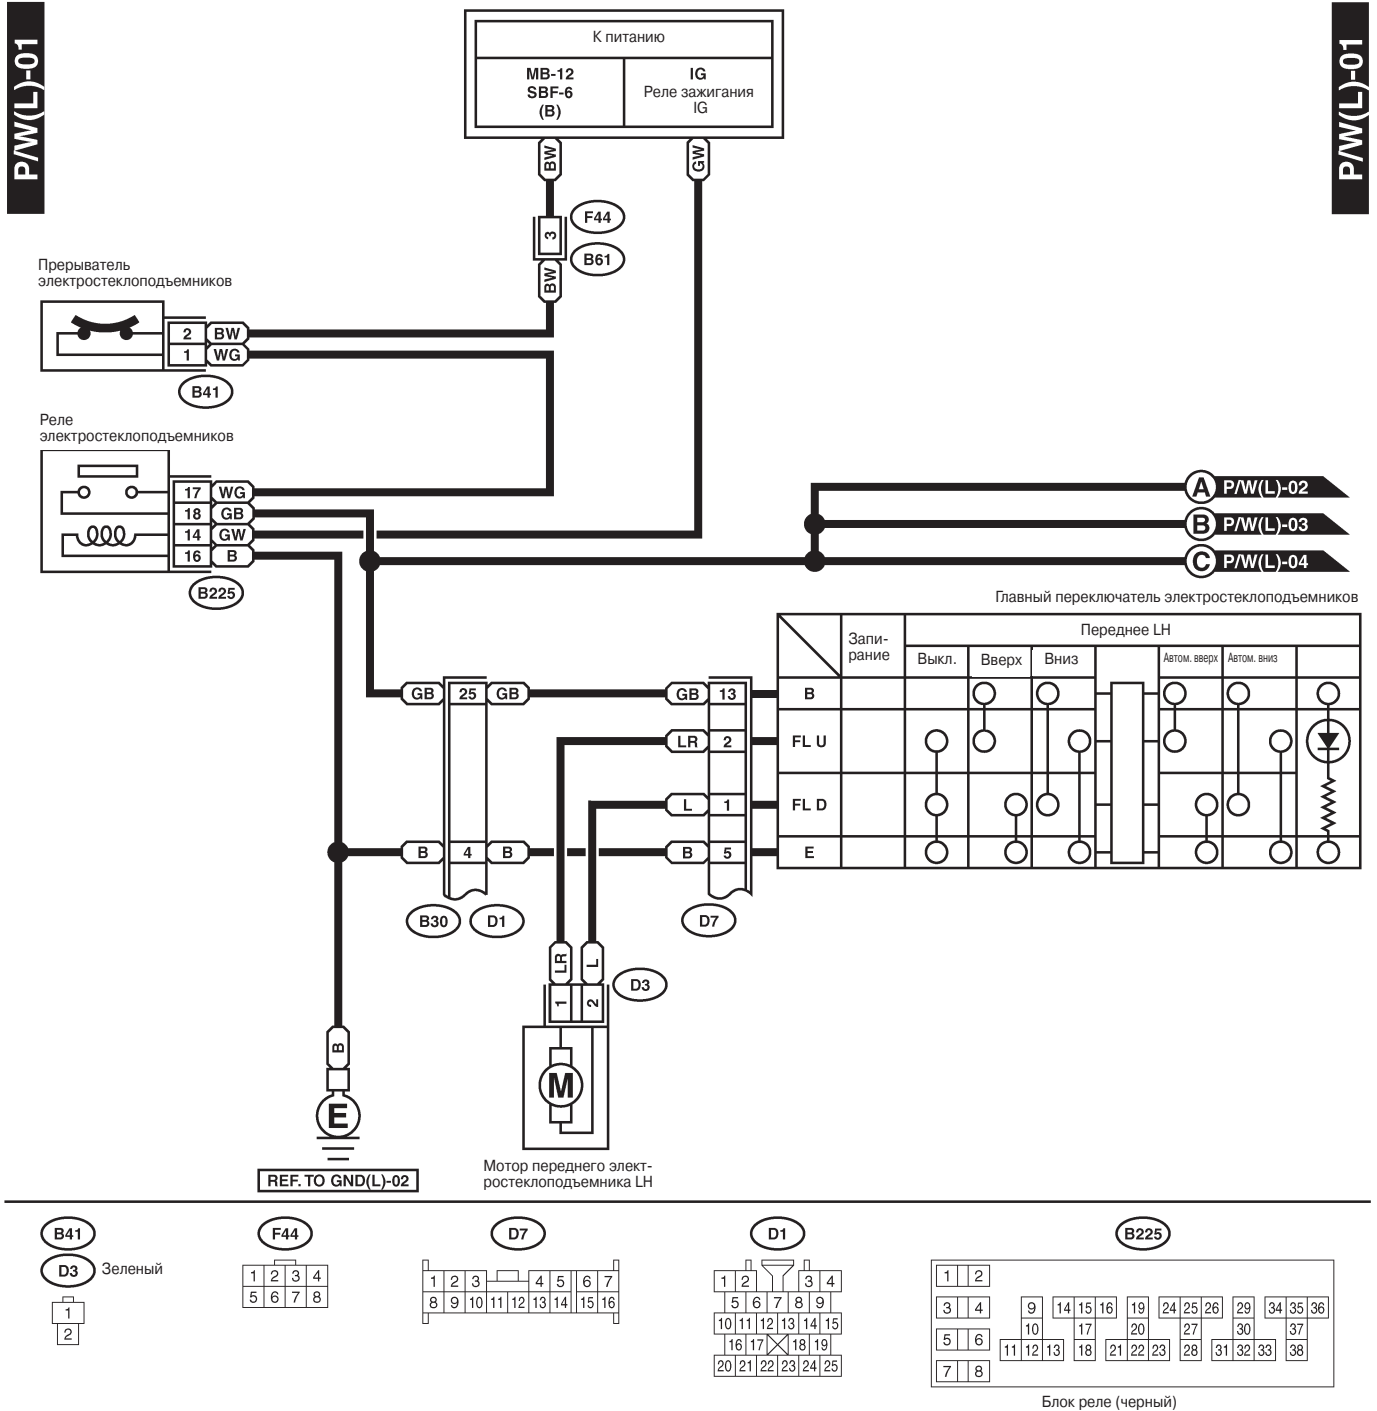 P/W(L)-01
P/W(L)-01
К питанию
MB-12
SBF-6
(B)
IG
Реле зажигания
IG
BW
GW
3
F44
B61
BW
Прерыватель
электростеклоподъемников
2 BW
1 WG
B41
Реле
электростеклоподъемников
17 WG
18 GB
14 GW
16 B
B225
A P/W(L)-02
B P/W(L)-03
C P/W(L)-04
Главный переключатель электростеклоподъемников
Запи-
рание
Переднее LH
Выкл. Вверх Вниз Автом. вверх Автом. вниз
GB 25 GB GB 13 B
LR 2 FL U
L 1 FL D
B 4 B B 5 E
B30 D1 D7
LR L
1 2
D3
M
B
E
REF. TO GND(L)-02
Мотор переднего элект-
ростеклоподъемника LH
B41
D3 Зеленый
1
2
F44
1 2 3 4
5 6 7 8
D7
1 2 3 4 5 6 7
8 9 10 11 12 13 14 15 16
D1
1 2 3 4
5 6 7 8 9
10 11 12 13 14 15
16 17 18 19
20 21 22 23 24 25
B225
1 2
3 4 9 14 15 16 19 24 25 26 29 34 35 36
10 17 20 27 30 37
5 6 11 12 13 18 21 22 23 28 31 32 33 38
7 8
Блок реле (черный)